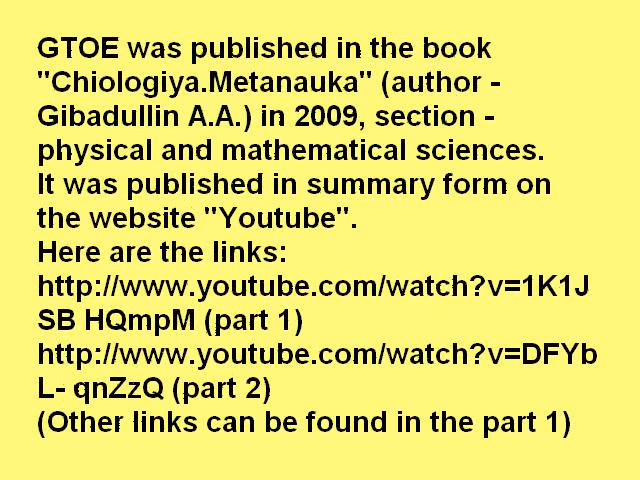 GTOE was published in the book
"Chiologiya.Metanauka" (author -
Gibadullin A.A.) in 2009, section -
physical and mathematical sciences.
It was published in summary form on
the website "Youtube".
Here are the links:
http://www.youtube.com/watch?v=1K1J
SB HQmpM (part 1)
http://www.youtube.com/watch?v=DFYb
L- qnZzQ (part 2)
(Other links can be found in the part 1)